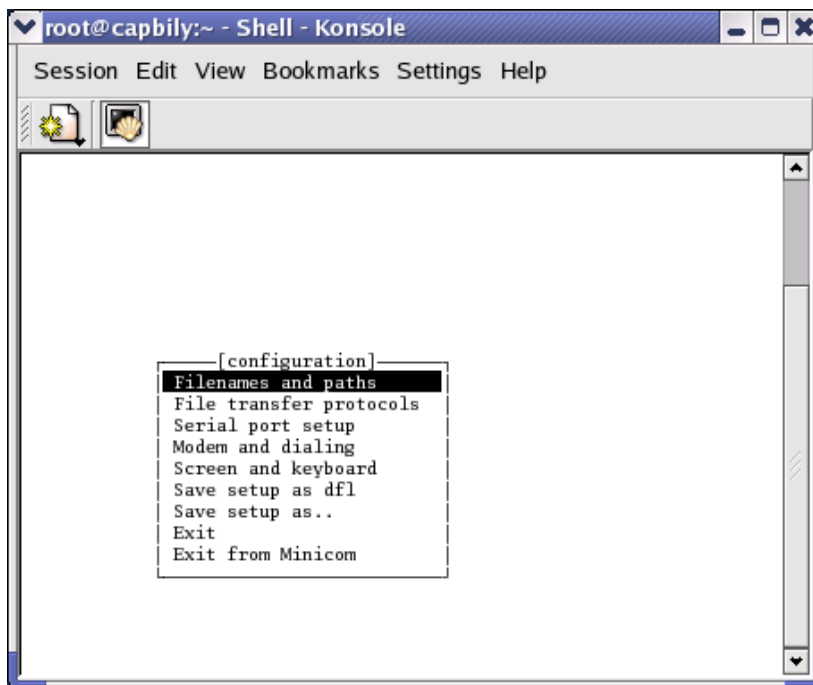 root@capbily:~ - Shell - Konsole
Session Edit View Bookmarks Settings Help
[configuration]
Filenames and paths
File transfer protocols
Serial port setup
Modem and dialing
Screen and keyboard
Save setup as dfl
Save setup as..
Exit
Exit from Minicom